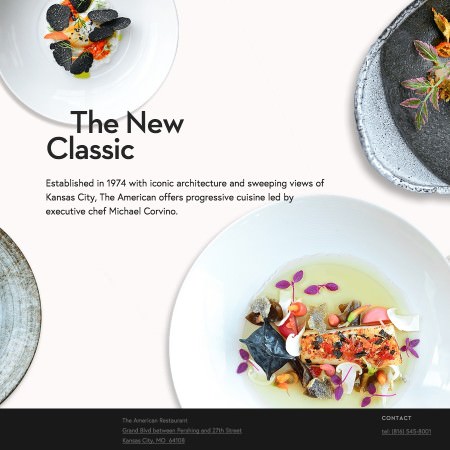 The New
Classic
Established in 1974 with iconic architecture and sweeping views of
Kansas City, The American offers progressive cuisine led by
executive chef Michael Corvino.
The American Restaurant
Grand Blvd between Pershing and 27th Street
Kansas City, MO 64108
CONTACT
tel: (816) 545-8001